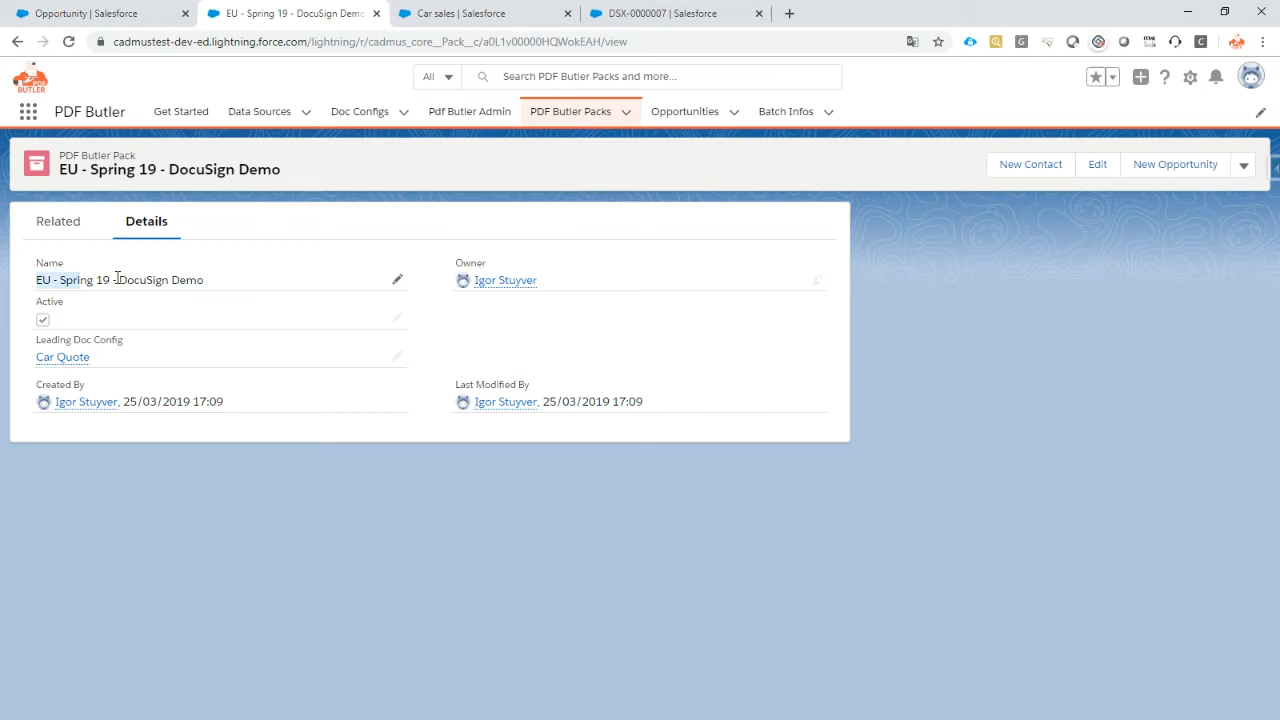 Opportunity | Salesforce
EU - Spring 19 - DocuSign Demo
Car sales | Salesforce
DSX-0000007 | Salesforce
cadmustest-dev-ed.lightning.force.com/lightning/r/cadmus_core__Pack__c/a0L1v00000HQWokEAH/view
PDF BUTLER
All
Search PDF Butler Packs and more...
PDF Butler
Get Started
Data Sources
Doc Configs
Pdf Butler Admin
PDF Butler Packs
Opportunities
Batch Infos
PDF Butler Pack
EU - Spring 19 - DocuSign Demo
New Contact
Edit
New Opportunity
Related
Details
Name
EU - Spring 19 - DocuSign Demo
Owner
Igor Stuyver
Active
Leading Doc Config
Car Quote
Created By
Igor Stuyver, 25/03/2019 17:09
Last Modified By
Igor Stuyver, 25/03/2019 17:09